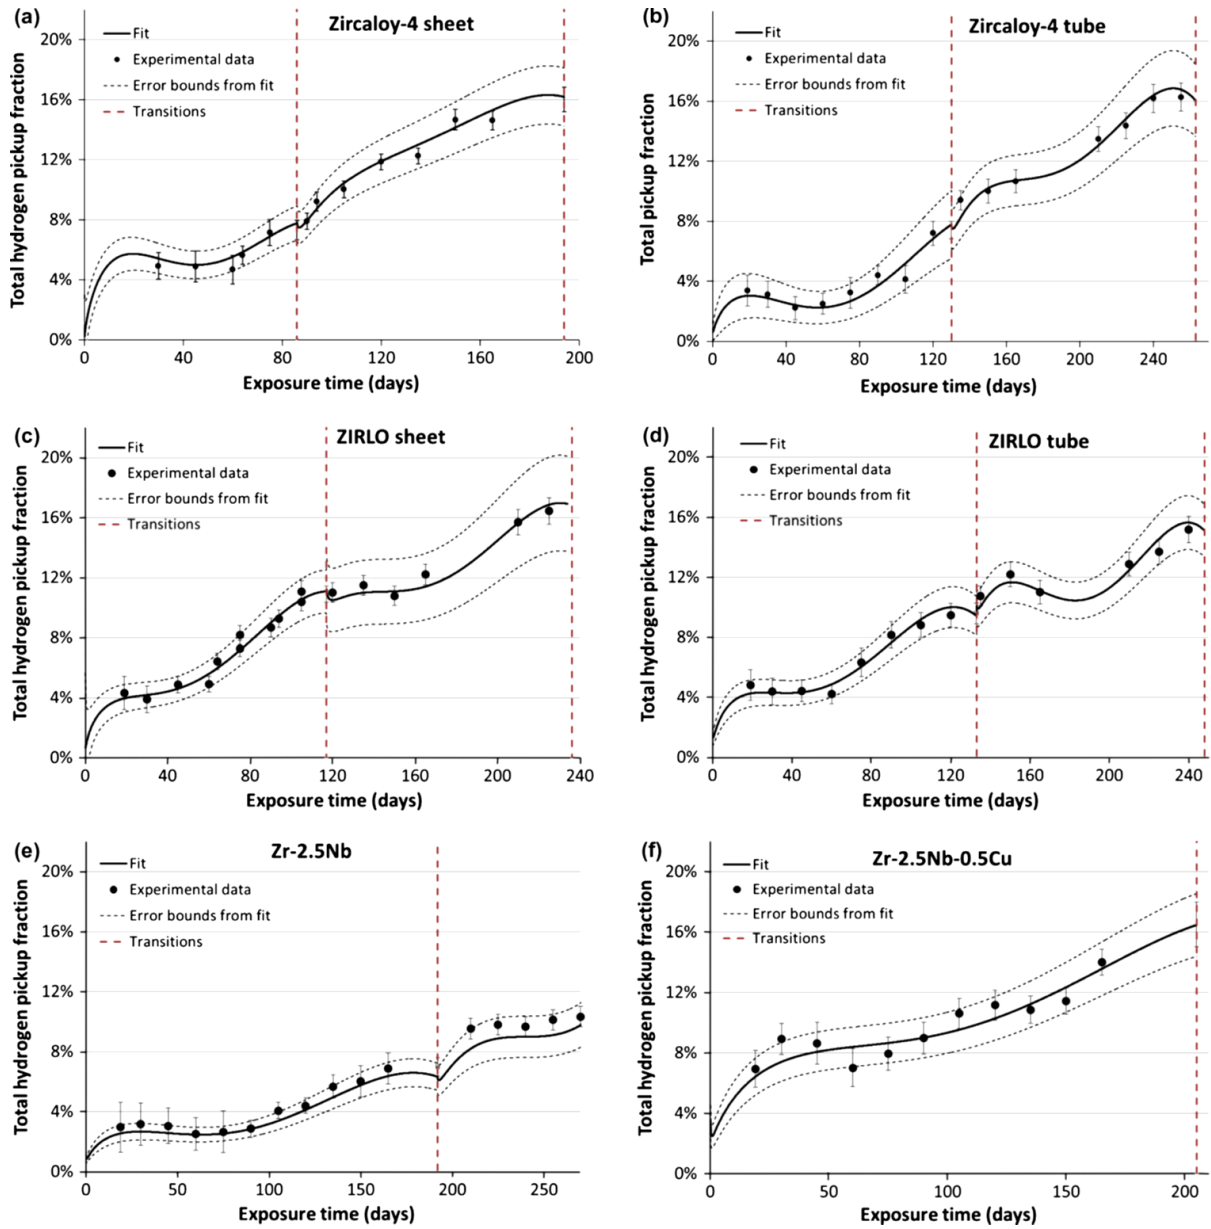 (a)
Zircaloy-4 sheet
Fit
Experimental data
Error bounds from fit
Transitions
Total hydrogen pickup fraction
20%
16%
12%
8%
4%
0%
0 40 80 120 160 200
Exposure time (days)
(b)
Zircaloy-4 tube
Fit
Experimental data
Error bounds from fit
Transitions
Total pickup fraction
20%
16%
12%
8%
4%
0%
0 40 80 120 160 200 240
Exposure time (days)
(c)
ZIRLO sheet
Fit
Experimental data
Error bounds from fit
Transitions
Total hydrogen pickup fraction
20%
16%
12%
8%
4%
0%
0 40 80 120 160 200 240
Exposure time (days)
(d)
ZIRLO tube
Fit
Experimental data
Error bounds from fit
Transitions
Total hydrogen pickup fraction
20%
16%
12%
8%
4%
0%
0 40 80 120 160 200 240
Exposure time (days)
(e)
Zr-2.5Nb
Fit
Experimental data
Error bounds from fit
Transitions
Total hydrogen pickup fraction
20%
16%
12%
8%
4%
0%
0 50 100 150 200 250
Exposure time (days)
(f)
Zr-2.5Nb-0.5Cu
Fit
Experimental data
Error bounds from fit
Transitions
Total hydrogen pickup fraction
20%
16%
12%
8%
4%
0%
0 50 100 150 200
Exposure time (days)